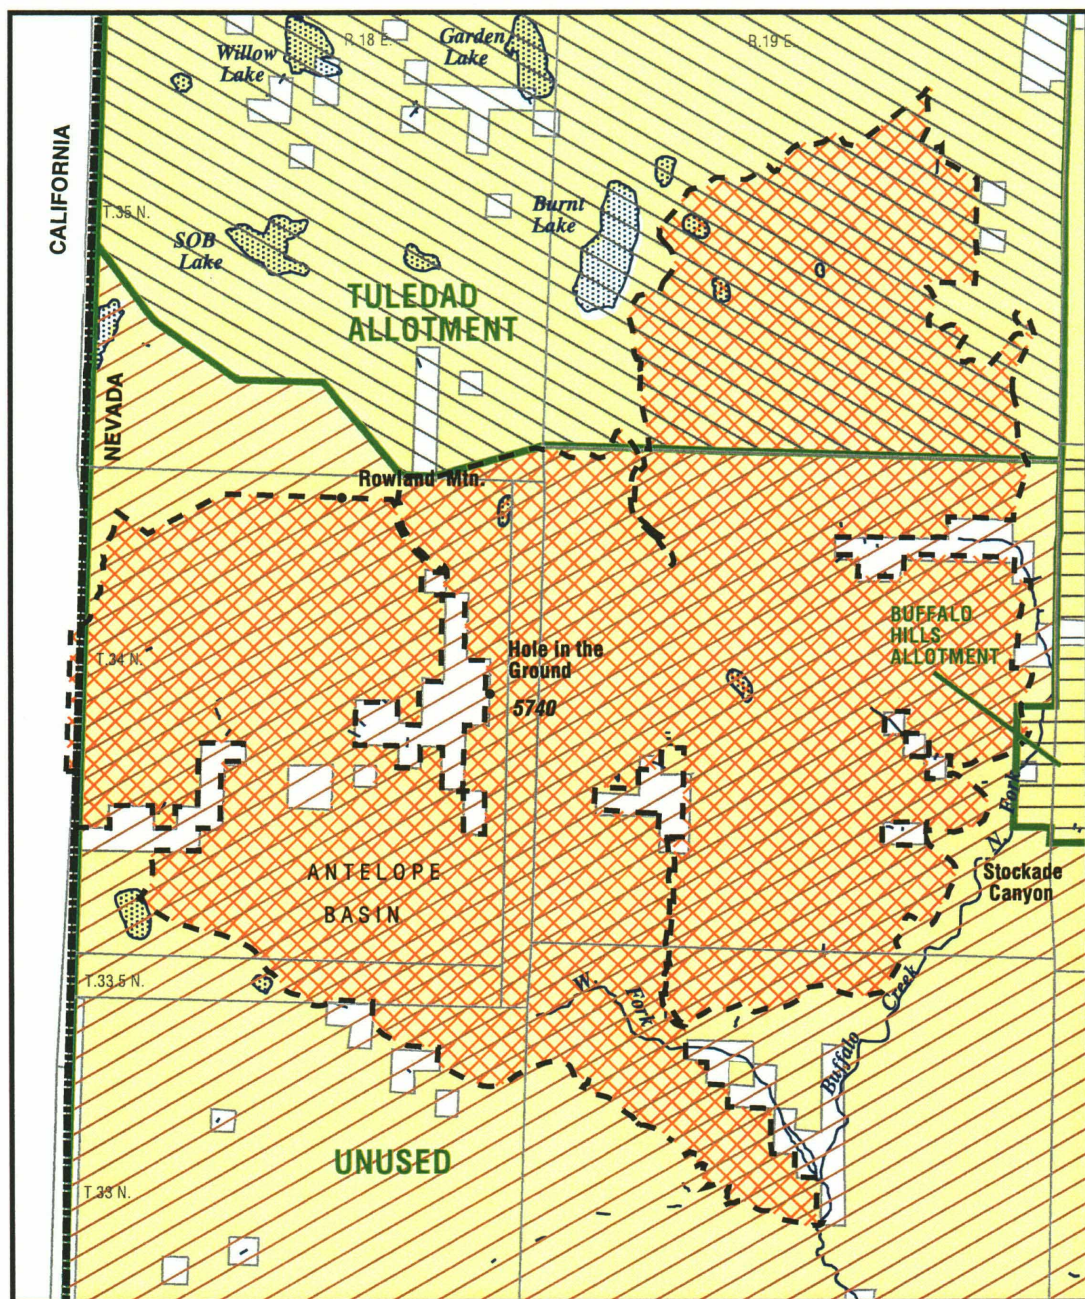 Willow
Lake
R. 18 E.
Garden
Lake
R.19 E.
CALIFORNIA
T.35 N.
SOB
Lake
Burnt
Lake
TULEDAD
ALLOTMENT
NEVADA
Rowland Mtn.
T.34 N.
Hole in the
Ground
5740
BUFFALO
HILLS
ALLOTMENT
N. Fork
Stockade
Canyon
ANTELOPE
BASIN
T.33.5 N.
W. Fork
Buffalo Creek
UNUSED
T.33 N.